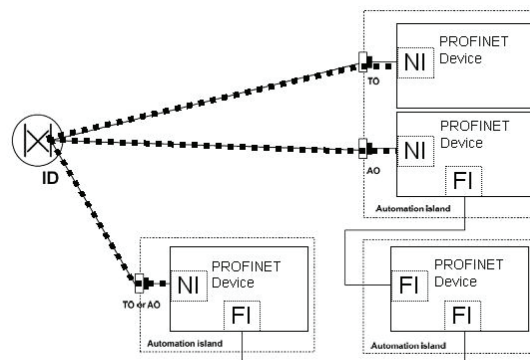 PROFINET
Device
NI
TO
PROFINET
Device
NI
AO
FI
Automation island
ID
PROFINET
Device
NI
TO or AO
FI
Automation island
PROFINET
Device
FI
FI
Automation island